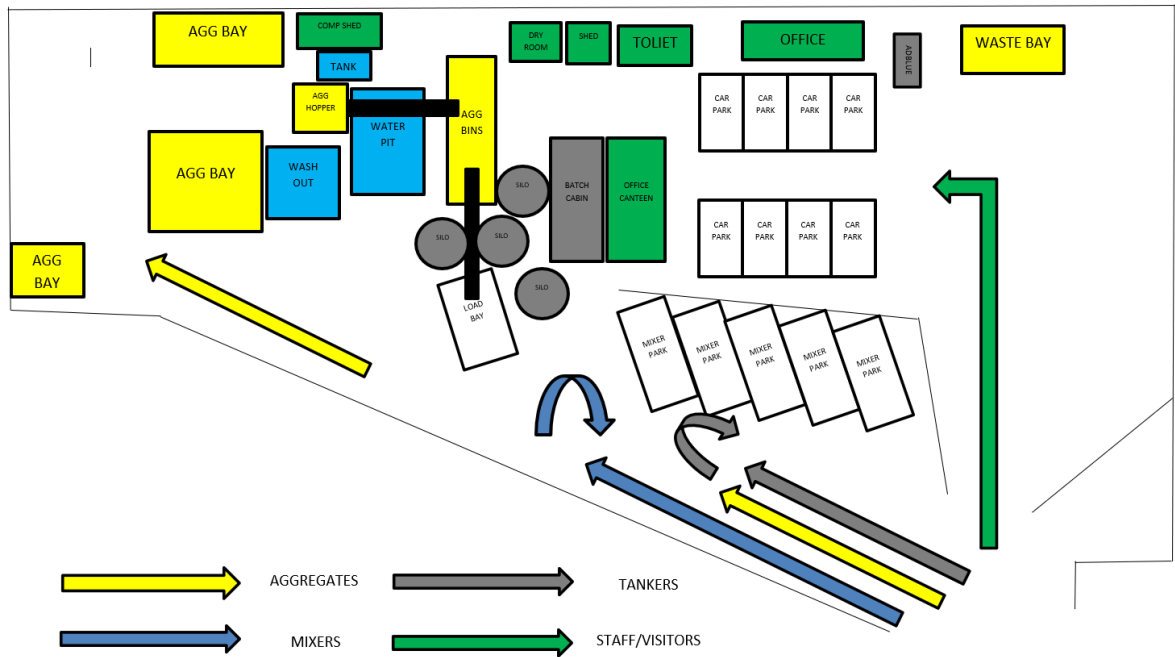 AGG BAY
COMP SHED
TANK
AGG
HOPPER
WATER
PIT
AGG
BINS
DRY
ROOM
SHED
TOLIET
OFFICE
ADBLUE
WASTE BAY
CAR
PARK
CAR
PARK
CAR
PARK
CAR
PARK
AGG BAY
WASH
OUT
SILO
BATCH
CABIN
OFFICE
CANTEEN
CAR
PARK
CAR
PARK
CAR
PARK
CAR
PARK
SILO
SILO
AGG
BAY
SILO
LOAD
BAY
MIXER
PARK
MIXER
PARK
MIXER
PARK
MIXER
PARK
MIXER
PARK
AGGREGATES
TANKERS
MIXERS
STAFF/VISITORS